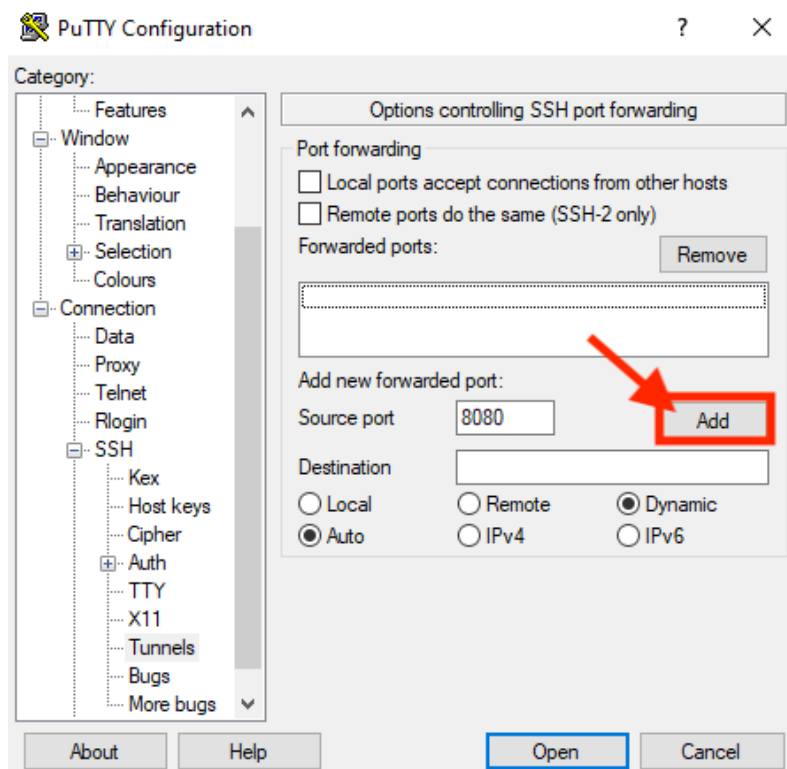 PuTTY Configuration ?
Category:
Features
Window
Appearance
Behaviour
Translation
Selection
Colours
Connection
Data
Proxy
Telnet
Rlogin
SSH
Kex
Host keys
Cipher
Auth
TTY
X11
Tunnels
Bugs
More bugs
Options controlling SSH port forwarding
Port forwarding
Local ports accept connections from other hosts
Remote ports do the same (SSH-2 only)
Forwarded ports: Remove
Add new forwarded port:
Source port 8080 Add
Destination
Local Remote Dynamic
Auto IPv4 IPv6
About Help Open Cancel